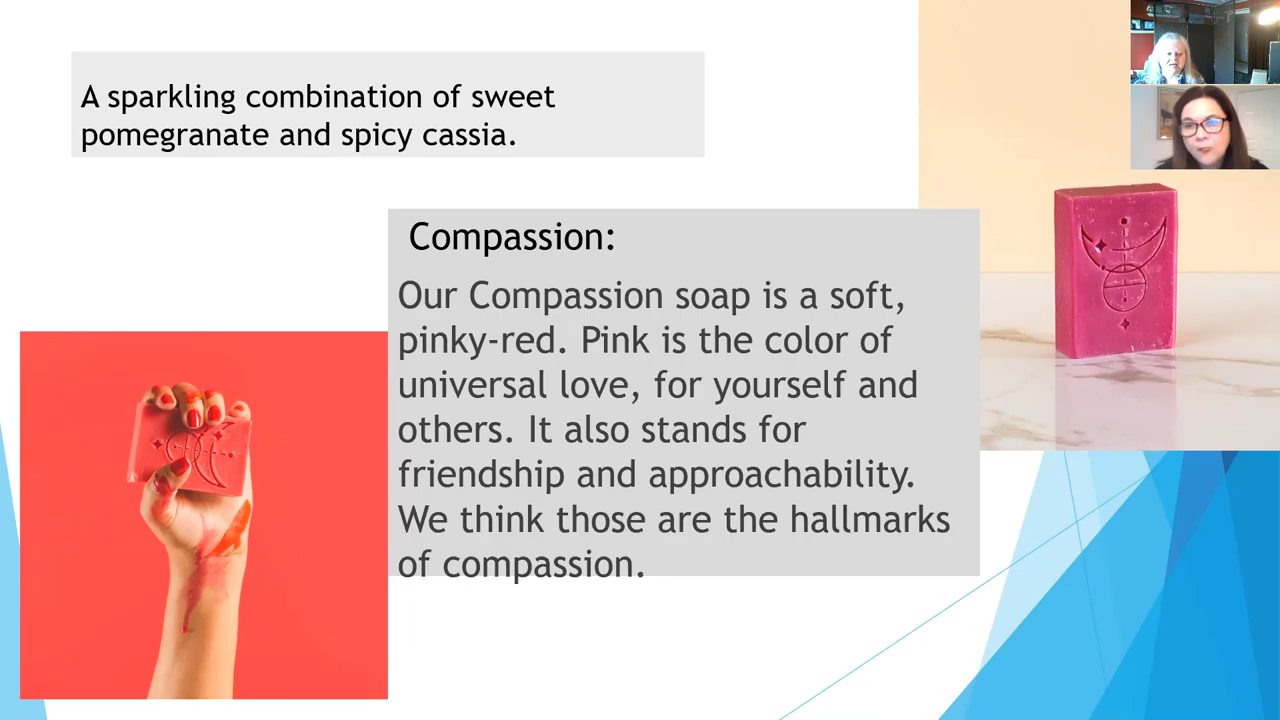 A sparkling combination of sweet
pomegranate and spicy cassia.
Compassion:
Our Compassion soap is a soft,
pinky-red. Pink is the color of
universal love, for yourself and
others. It also stands for
friendship and approachability.
We think those are the hallmarks
of compassion.